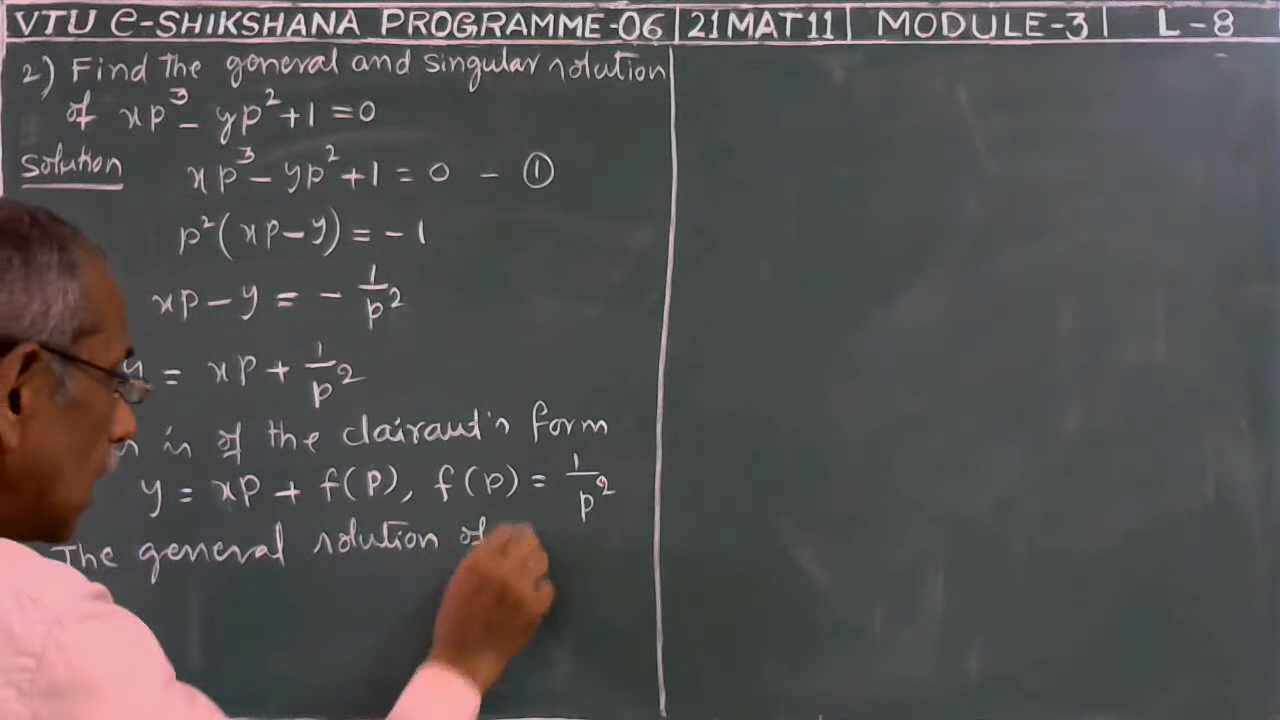 VTU e-SHIKSHANA PROGRAMME-06 | 21MAT11 | MODULE-3 | L-8
2) Find the general and singular solution
of xp³ - yp² + 1 = 0
Solution xp³ - yp² + 1 = 0 - ①
p²(xp - y) = -1
xp - y = - 1/p²
y = xp + 1/p²
is of the clairaut's form
y = xp + f(p), f(p) = 1/p²
The general solution of